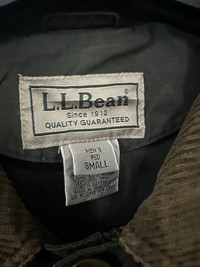 L.L.Bean®
Since 1912
QUALITY GUARANTEED
MEN'S
REG
SMALL